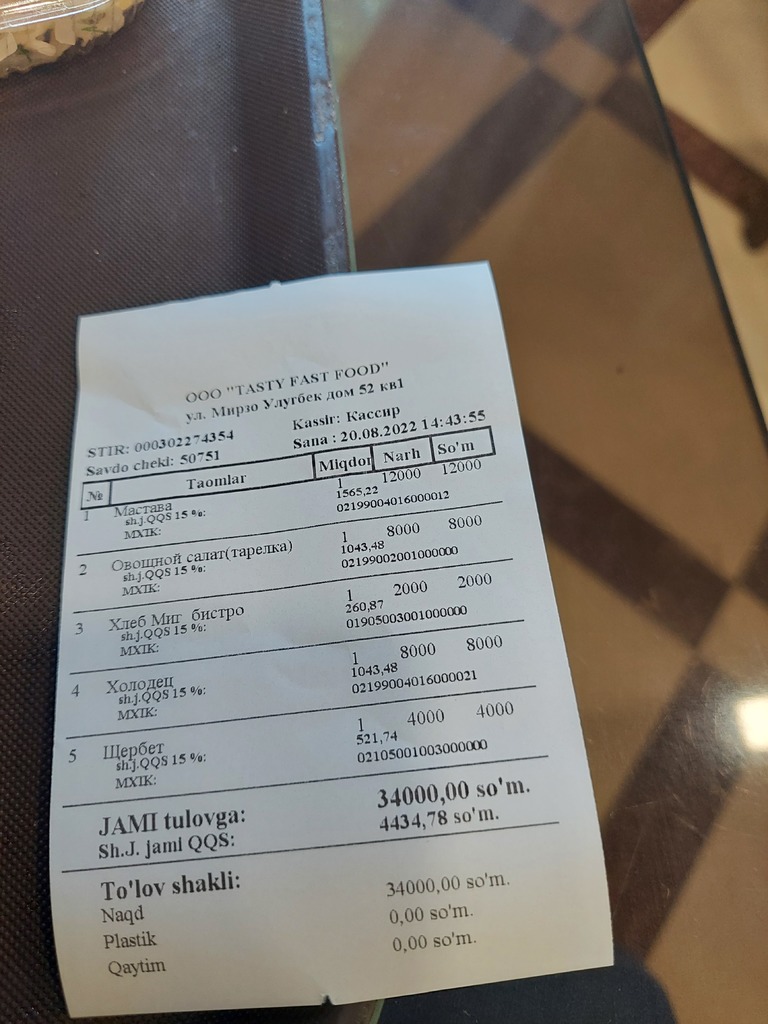 ООО "TASTY FAST FOOD"
ул. Мирзо Улугбек дом 52 кв1
STIR: 000302274354 Kassir: Кассир
Savdo cheki: 50751 Sana : 20.08.2022 14:43:55
№ Taomlar Miqdor Narh So'm
1 Мастава 1 12000 12000
sh.j.QQS 15 %: 1565,22
MXIK: 02199004016000012
2 Овощной салат(тарелка) 1 8000 8000
sh.j.QQS 15 %: 1043,48
MXIK: 02199002001000000
3 Хлеб Миг бистро 1 2000 2000
sh.j.QQS 15 %: 260,87
MXIK: 01905003001000000
4 Холодец 1 8000 8000
sh.j.QQS 15 %: 1043,48
MXIK: 02199004016000021
5 Щербет 1 4000 4000
sh.j.QQS 15 %: 521,74
MXIK: 02105001003000000
JAMI tulovga: 34000,00 so'm.
Sh.J. jami QQS: 4434,78 so'm.
To'lov shakli:
Naqd 34000,00 so'm.
Plastik 0,00 so'm.
Qaytim 0,00 so'm.